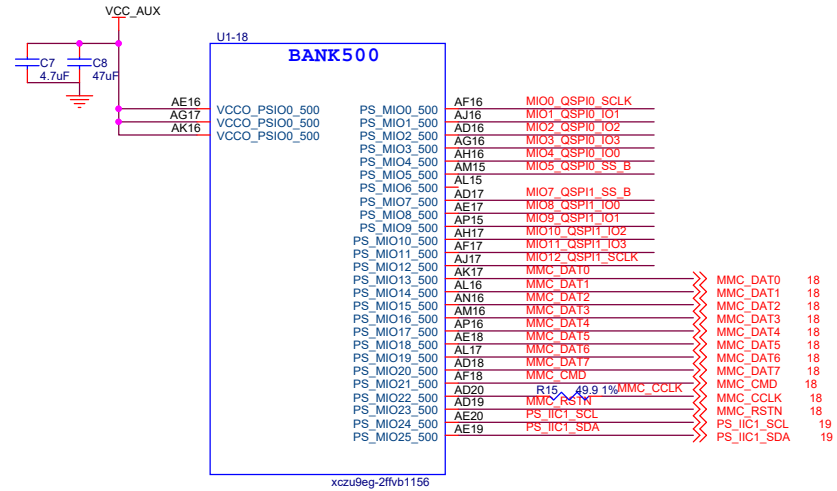 VCC_AUX
U1-18
BANK500
C7
4.7uF
C8
47uF
AE16 VCCO_PSIO0_500
AG17 VCCO_PSIO0_500
AK16 VCCO_PSIO0_500
PS_MIO0_500 AF16 MIO0_QSPI0_SCLK
PS_MIO1_500 AJ16 MIO1_QSPI0_IO1
PS_MIO2_500 AD16 MIO2_QSPI0_IO2
PS_MIO3_500 AG16 MIO3_QSPI0_IO3
PS_MIO4_500 AH16 MIO4_QSPI0_IO0
PS_MIO5_500 AM15 MIO5_QSPI0_SS_B
PS_MIO6_500 AL15
PS_MIO7_500 AD17 MIO7_QSPI1_SS_B
PS_MIO8_500 AE17 MIO8_QSPI1_IO0
PS_MIO9_500 AP15 MIO9_QSPI1_IO1
PS_MIO10_500 AH17 MIO10_QSPI1_IO2
PS_MIO11_500 AF17 MIO11_QSPI1_IO3
PS_MIO12_500 AJ17 MIO12_QSPI1_SCLK
PS_MIO13_500 AK17 MMC_DAT0 MMC_DAT0 18
PS_MIO14_500 AL16 MMC_DAT1 MMC_DAT1 18
PS_MIO15_500 AN16 MMC_DAT2 MMC_DAT2 18
PS_MIO16_500 AM16 MMC_DAT3 MMC_DAT3 18
PS_MIO17_500 AP16 MMC_DAT4 MMC_DAT4 18
PS_MIO18_500 AE18 MMC_DAT5 MMC_DAT5 18
PS_MIO19_500 AL17 MMC_DAT6 MMC_DAT6 18
PS_MIO20_500 AD18 MMC_DAT7 MMC_DAT7 18
PS_MIO21_500 AF18 MMC_CMD MMC_CMD 18
PS_MIO22_500 AD20 R15 49.9 1% MMC_CCLK MMC_CCLK 18
PS_MIO23_500 AD19 MMC_RSTN MMC_RSTN 18
PS_MIO24_500 AE20 PS_IIC1_SCL PS_IIC1_SCL 19
PS_MIO25_500 AE19 PS_IIC1_SDA PS_IIC1_SDA 19
xczu9eg-2ffvb1156